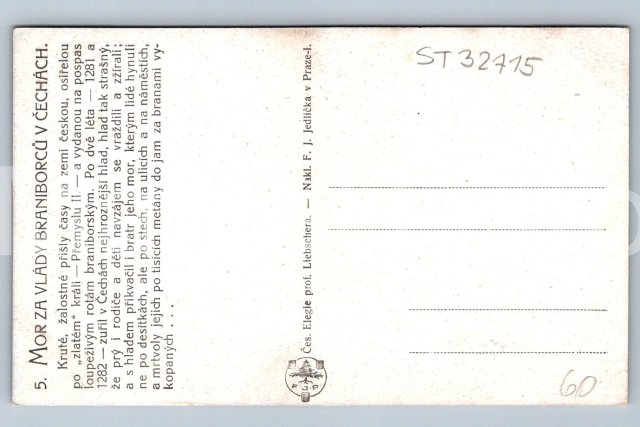 5. MOR ZA VLÁDY BRANIBORCŮ V ČECHÁCH.
Kruté, žalostné přišly časy na zemi českou, osiřelou
po „zlatém“ králi — Přemyslu II. — a vydanou na pospas
loupeživým rotám braniborským. Po dvě léta — 1281 a
1282 — zuřil v Čechách nejhroznější hlad, hlad tak strašný,
že prý i rodiče a děti navzájem se vraždili a zžírali;
a s hladem přikvačil i bratr jeho mor, kterým lidé hynuli
ne po desítkách, ale po stech, na ulicích a na náměstích,
a mrtvoly jejich po tisících metány do jam za branami vy-
kopaných . . .
Čes. Elegie prof. Liebschera. — Nakl. F. J. Jedlička v Praze-I.
F J P
ST 32715
60